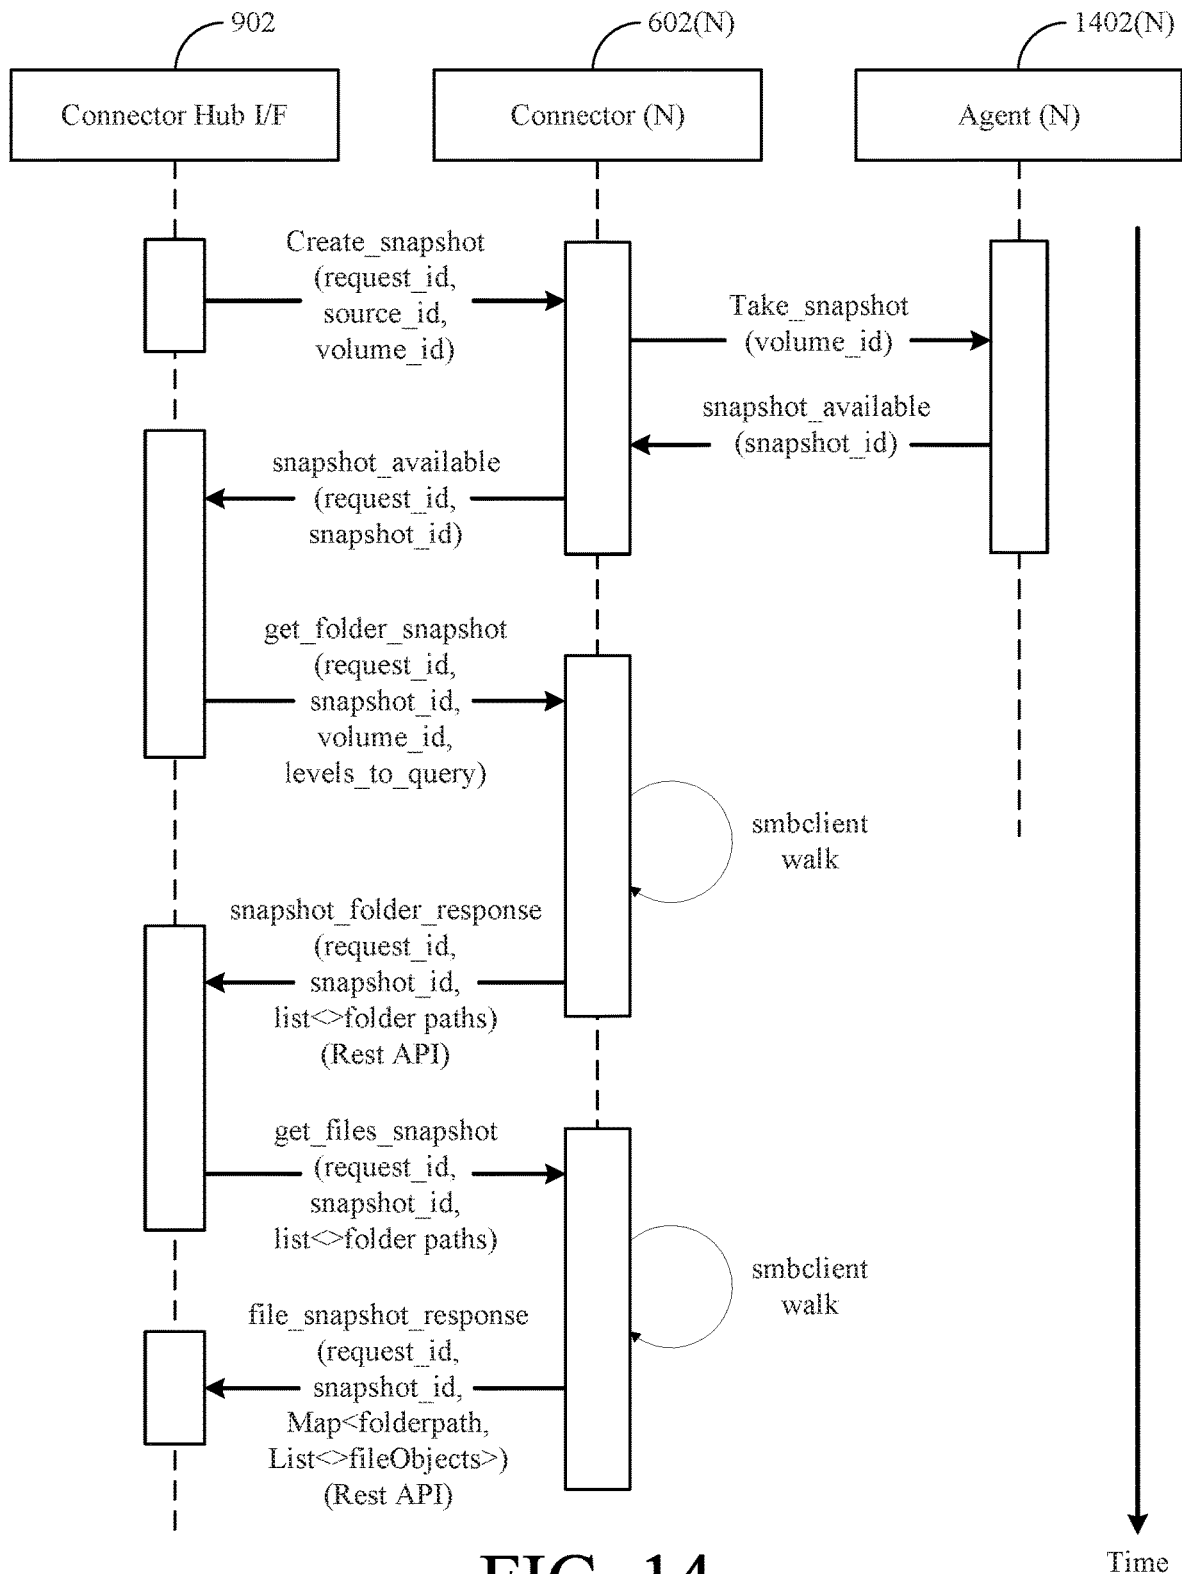 902
602(N)
1402(N)
Connector Hub I/F
Connector (N)
Agent (N)
Create_snapshot
(request_id,
source_id,
volume_id)
Take_snapshot
(volume_id)
snapshot_available
(snapshot_id)
snapshot_available
(request_id,
snapshot_id)
get_folder_snapshot
(request_id,
snapshot_id,
volume_id,
levels_to_query)
smbclient
walk
snapshot_folder_response
(request_id,
snapshot_id,
list<>folder paths)
(Rest API)
get_files_snapshot
(request_id,
snapshot_id,
list<>folder paths)
smbclient
walk
file_snapshot_response
(request_id,
snapshot_id,
Map<folderpath,
List<>fileObjects>)
(Rest API)
Time
FIG. 14